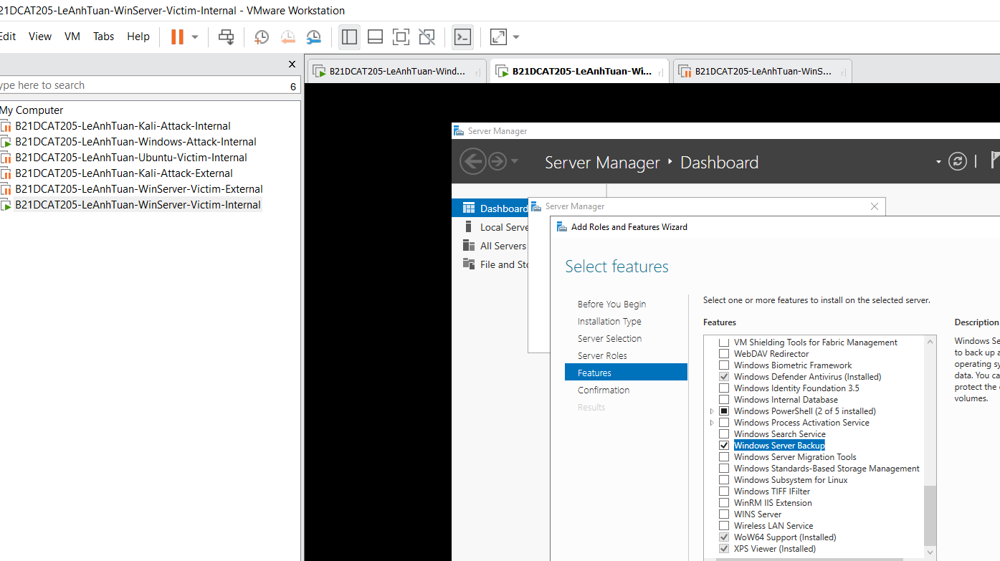 21DCAT205-LeAnhTuan-WinServer-Victim-Internal - VMware Workstation
Edit View VM Tabs Help
ype here to search
6
My Computer
B21DCAT205-LeAnhTuan-Kali-Attack-Internal
B21DCAT205-LeAnhTuan-Windows-Attack-Internal
B21DCAT205-LeAnhTuan-Ubuntu-Victim-Internal
B21DCAT205-LeAnhTuan-Kali-Attack-External
B21DCAT205-LeAnhTuan-WinServer-Victim-External
B21DCAT205-LeAnhTuan-WinServer-Victim-Internal
B21DCAT205-LeAnhTuan-Wind...
B21DCAT205-LeAnhTuan-Wi...
B21DCAT205-LeAnhTuan-WinS...
Server Manager
Server Manager Dashboard
Dashboard
Local Serve
All Servers
File and Sto
Server Manager
Add Roles and Features Wizard
Select features
Before You Begin
Installation Type
Server Selection
Server Roles
Features
Confirmation
Results
Select one or more features to install on the selected server.
Features
VM Shielding Tools for Fabric Management
WebDAV Redirector
Windows Biometric Framework
Windows Defender Antivirus (Installed)
Windows Identity Foundation 3.5
Windows Internal Database
Windows PowerShell (2 of 5 installed)
Windows Process Activation Service
Windows Search Service
Windows Server Backup
Windows Server Migration Tools
Windows Standards-Based Storage Management
Windows Subsystem for Linux
Windows TIFF IFilter
WinRM IIS Extension
WINS Server
Wireless LAN Service
WoW64 Support (Installed)
XPS Viewer (Installed)
Description
Windows Se
to back up a
operating sy
data. You ca
protect the
volumes.